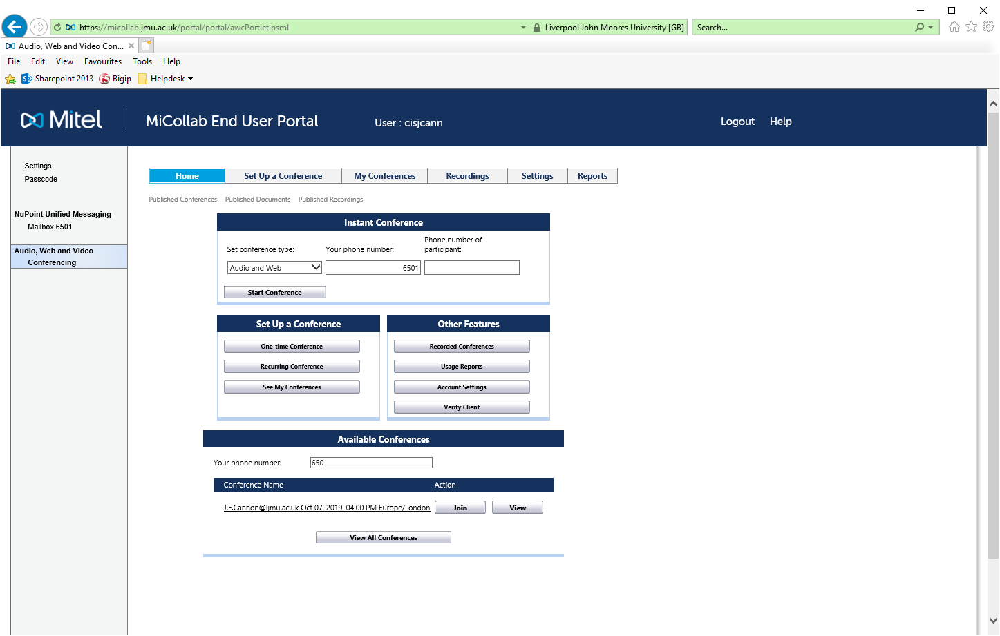 https://micollab.jmu.ac.uk/portal/portal/awcPortlet.psml
Liverpool John Moores University [GB]
Search...
Audio, Web and Video Con...
File Edit View Favourites Tools Help
Sharepoint 2013 Bigip Helpdesk
Mitel
MiCollab End User Portal
User : cisjcann
Logout Help
Settings
Passcode
NuPoint Unified Messaging
Mailbox 6501
Audio, Web and Video
Conferencing
Home Set Up a Conference My Conferences Recordings Settings Reports
Published Conferences Published Documents Published Recordings
Instant Conference
Set conference type: Your phone number: Phone number of
participant:
Audio and Web 6501
Start Conference
Set Up a Conference
One-time Conference
Recurring Conference
See My Conferences
Other Features
Recorded Conferences
Usage Reports
Account Settings
Verify Client
Available Conferences
Your phone number: 6501
Conference Name Action
J.F.Cannon@ljmu.ac.uk Oct 07, 2019, 04:00 PM Europe/London Join View
View All Conferences